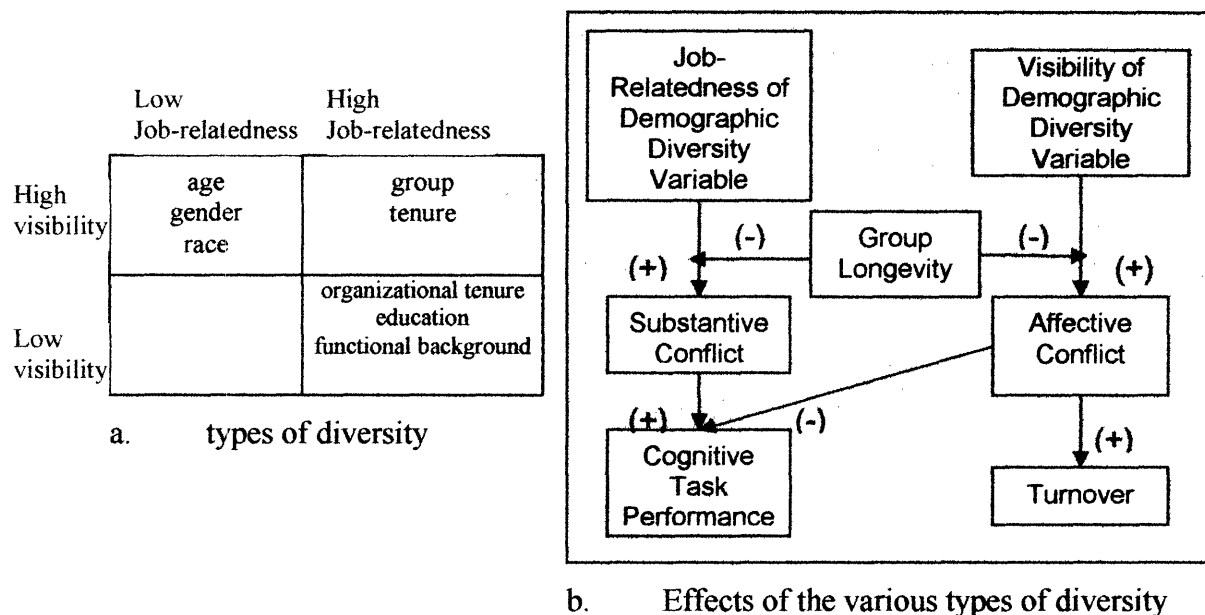 Low
Job-relatedness
High
Job-relatedness
High
visibility
age
gender
race
group
tenure
Low
visibility
organizational tenure
education
functional background
a. types of diversity
Job-
Relatedness of
Demographic
Diversity
Variable
Visibility of
Demographic
Diversity
Variable
(-)
Group
Longevity
(-)
(+)
(+)
Substantive
Conflict
Affective
Conflict
(+)
(-)
(+)
Cognitive
Task
Performance
Turnover
b. Effects of the various types of diversity